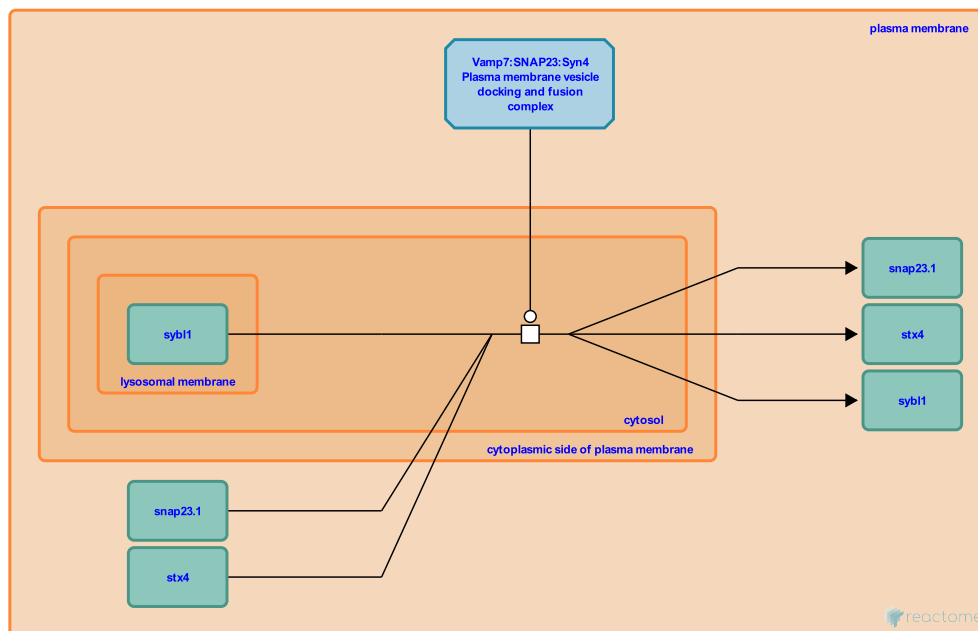 plasma membrane
Vamp7:SNAP23:Syn4
Plasma membrane vesicle
docking and fusion
complex
snap23.1
sybl1
stx4
lysosomal membrane
sybl1
cytosol
cytoplasmic side of plasma membrane
snap23.1
stx4
reactome